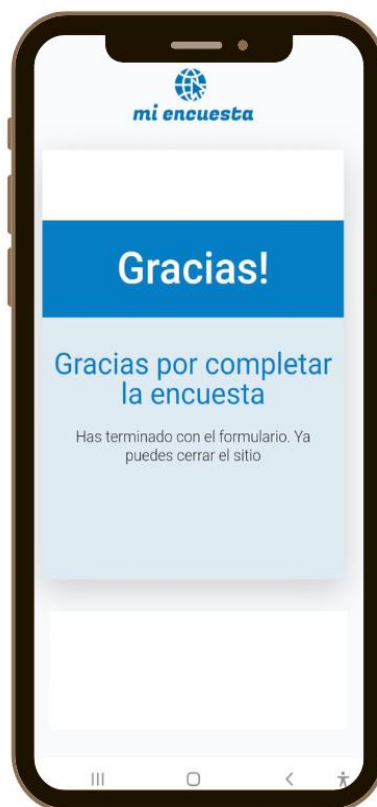 mi encuesta
Gracias!
Gracias por completar
la encuesta
Has terminado con el formulario. Ya
puedes cerrar el sitio